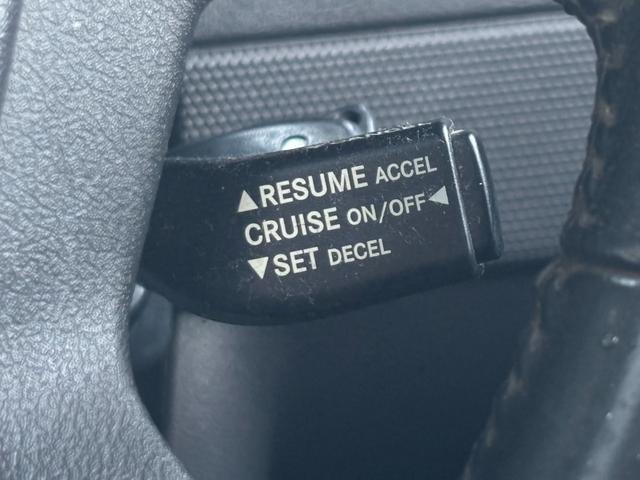 ▲RESUME ACCEL
CRUISE ON/OFF◀
▼SET DECEL